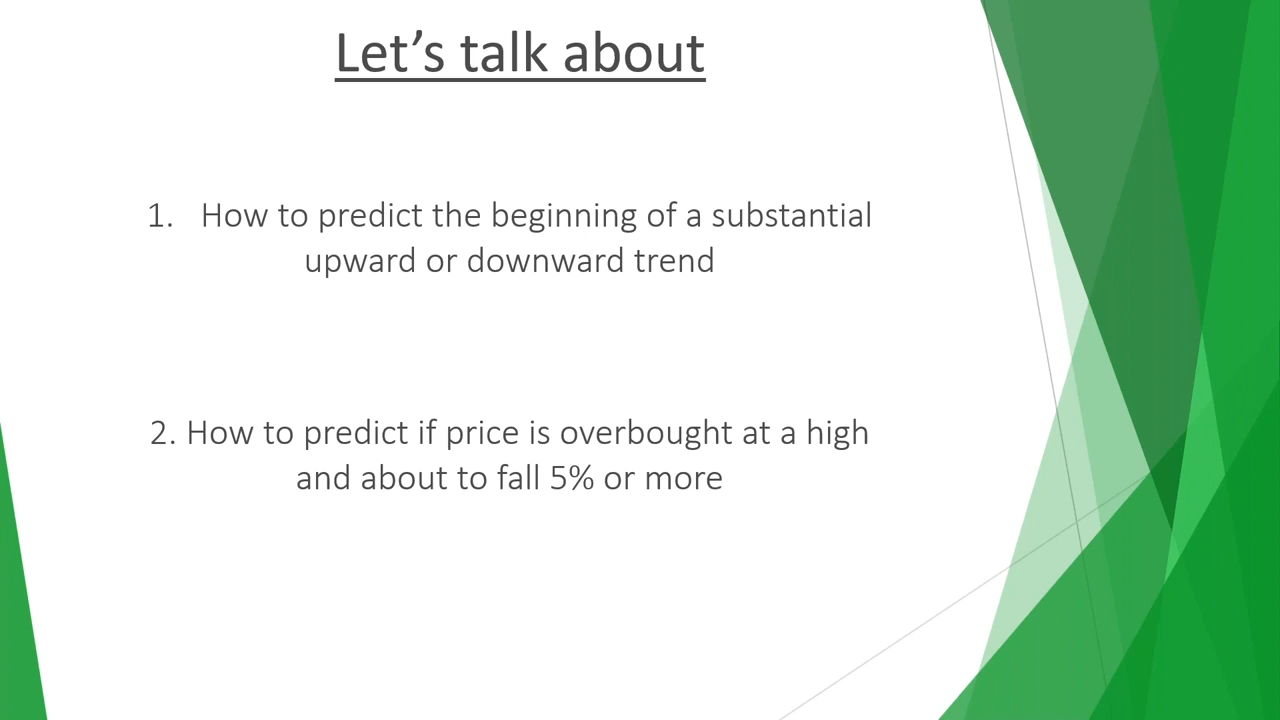 Let’s talk about
1. How to predict the beginning of a substantial
upward or downward trend
2. How to predict if price is overbought at a high
and about to fall 5% or more